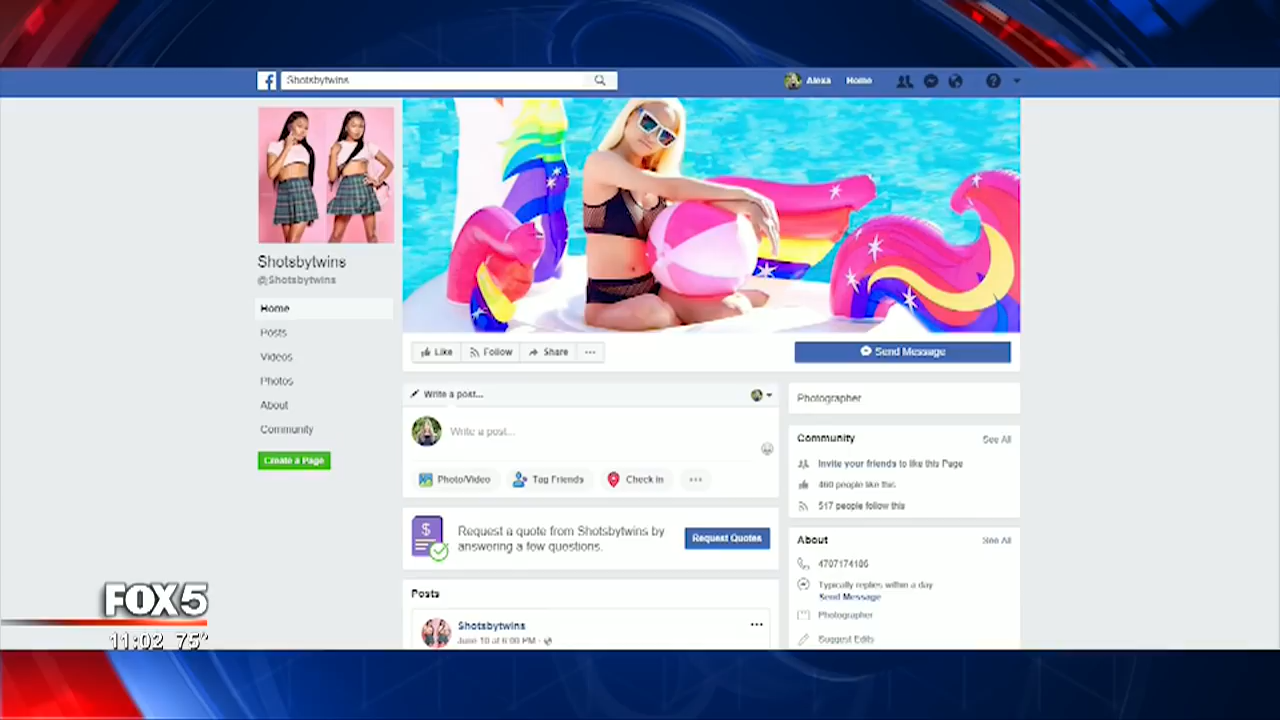 Shotsbytwins
Alexa Home
Shotsbytwins
@Shotsbytwins
Home
Posts
Videos
Photos
About
Community
Create a Page
Like Follow Share ...
Send Message
Write a post...
Write a post...
Photo/Video Tag Friends Check in ...
Request a quote from Shotsbytwins by
answering a few questions.
Request Quotes
Posts
Shotsbytwins ...
June 10 at 6:00 PM ·
Photographer
Community See All
Invite your friends to like this Page
460 people like this
517 people follow this
About See All
4707174186
Typically replies within a day
Send Message
Photographer
Suggest Edits
FOX 5
11:02 75°